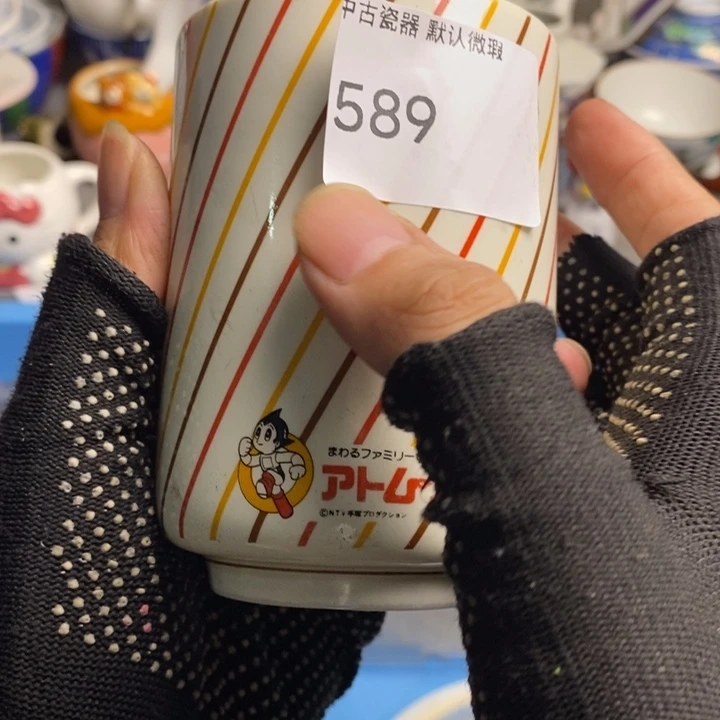 中古瓷器 默认微瑕
589
まわるファミリー
アトム
©NTV・手塚プロダクション